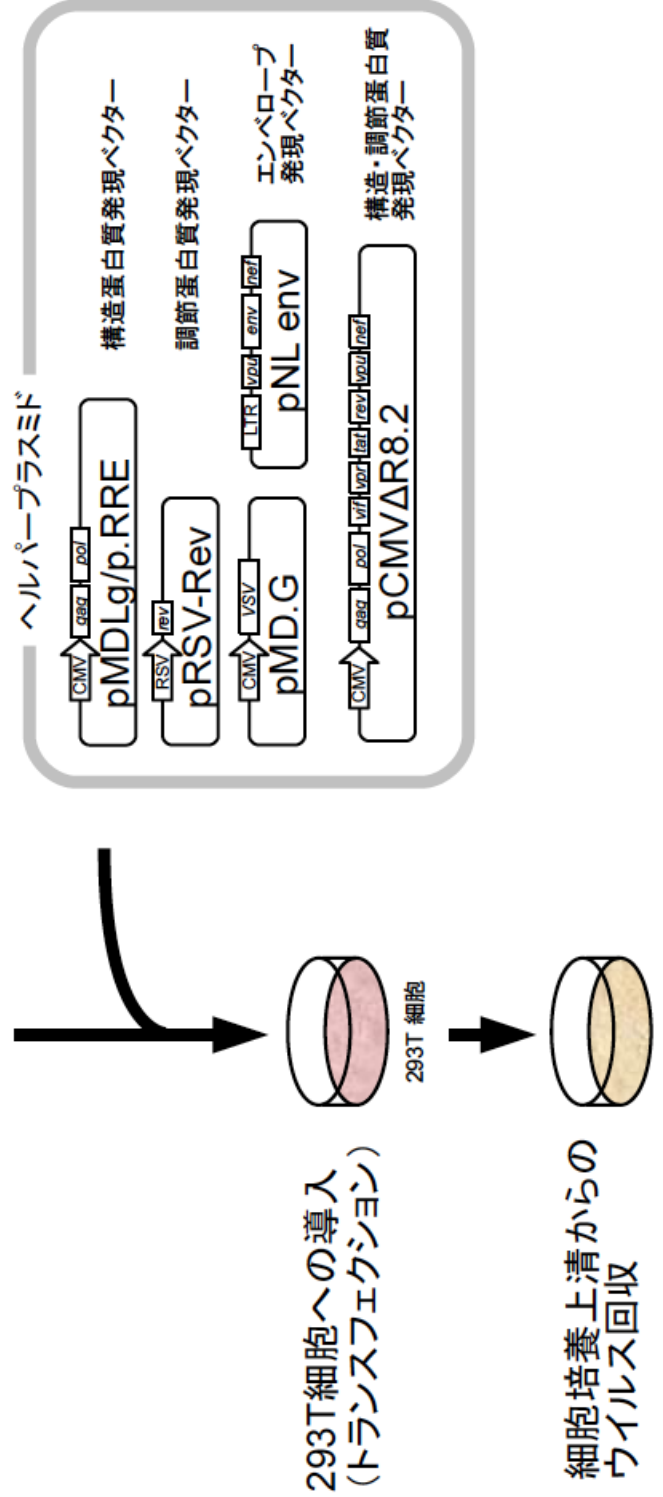 ヘルパープラスミド
CMV gag pol
pMDLg/p.RRE
構造蛋白質発現ベクター
RSV rev
pRSV-Rev
調節蛋白質発現ベクター
CMV VSV
pMD.G
LTR vpu env nef
pNL env
エンベロープ
発現ベクター
CMV gag pol vif vpr tat rev vpu nef
pCMVΔR8.2
構造・調節蛋白質
発現ベクター
293T細胞への導入
(トランスフェクション)
293T 細胞
細胞培養上清からの
ウイルス回収